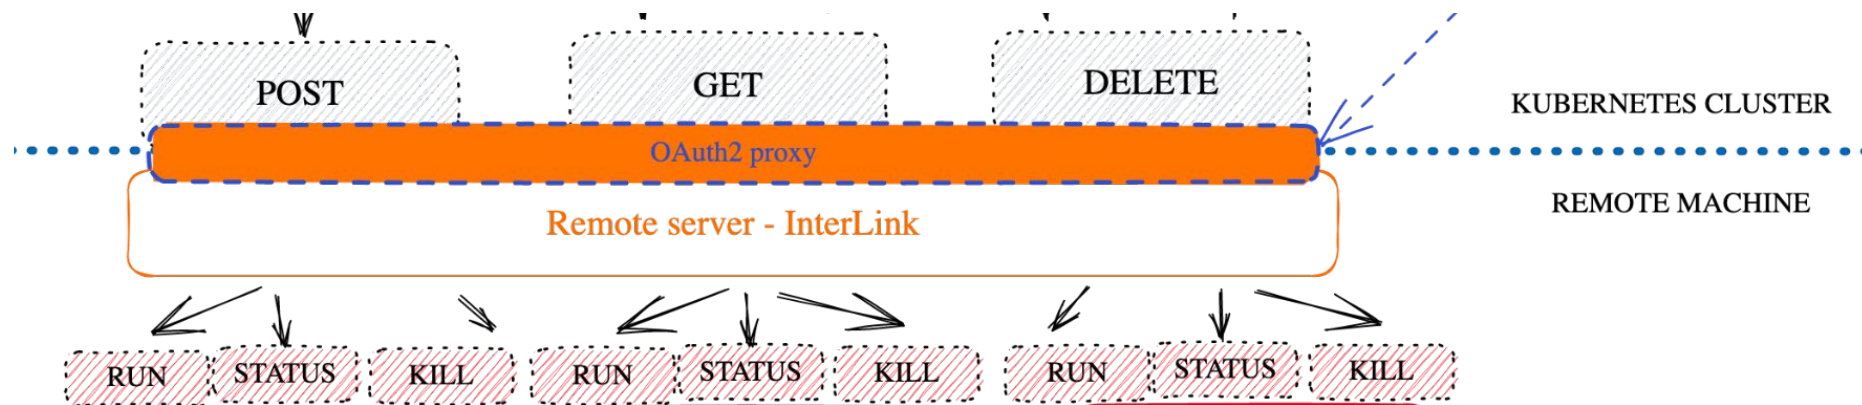 POST
GET
DELETE
KUBERNETES CLUSTER
OAuth2 proxy
REMOTE MACHINE
Remote server - InterLink
RUN
STATUS
KILL
RUN
STATUS
KILL
RUN
STATUS
KILL